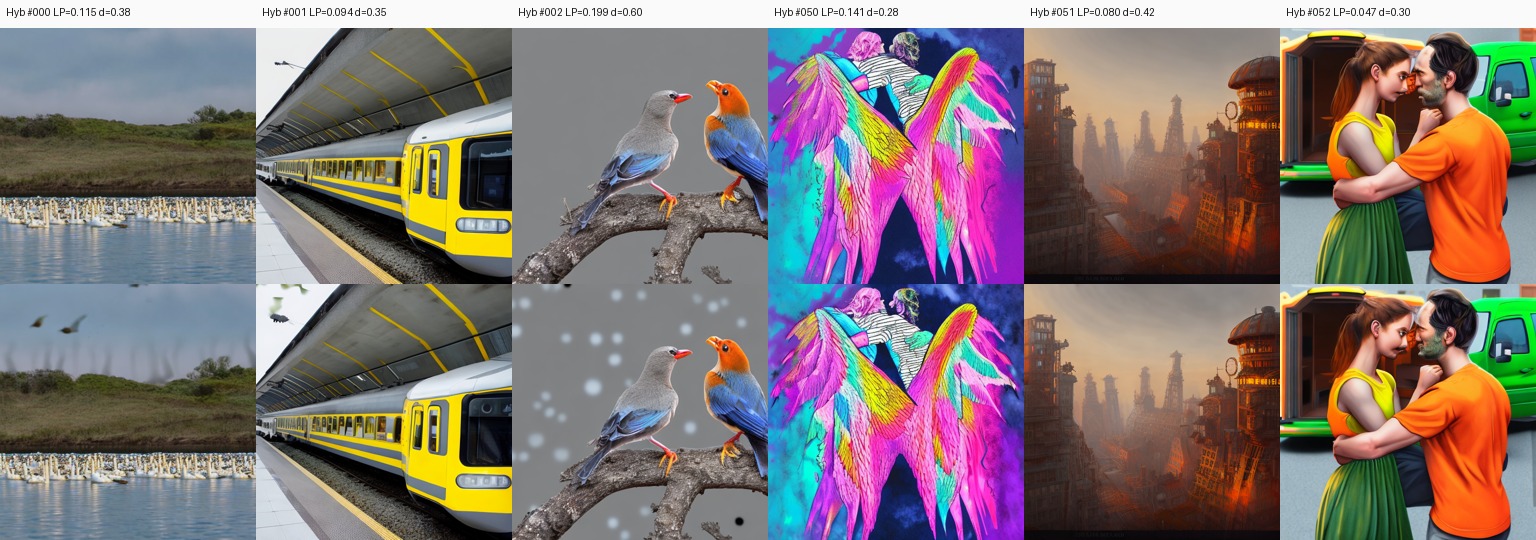 Hyb #000 LP=0.115 d=0.38
Hyb #001 LP=0.094 d=0.35
Hyb #002 LP=0.199 d=0.60
Hyb #050 LP=0.141 d=0.28
Hyb #051 LP=0.080 d=0.42
Hyb #052 LP=0.047 d=0.30